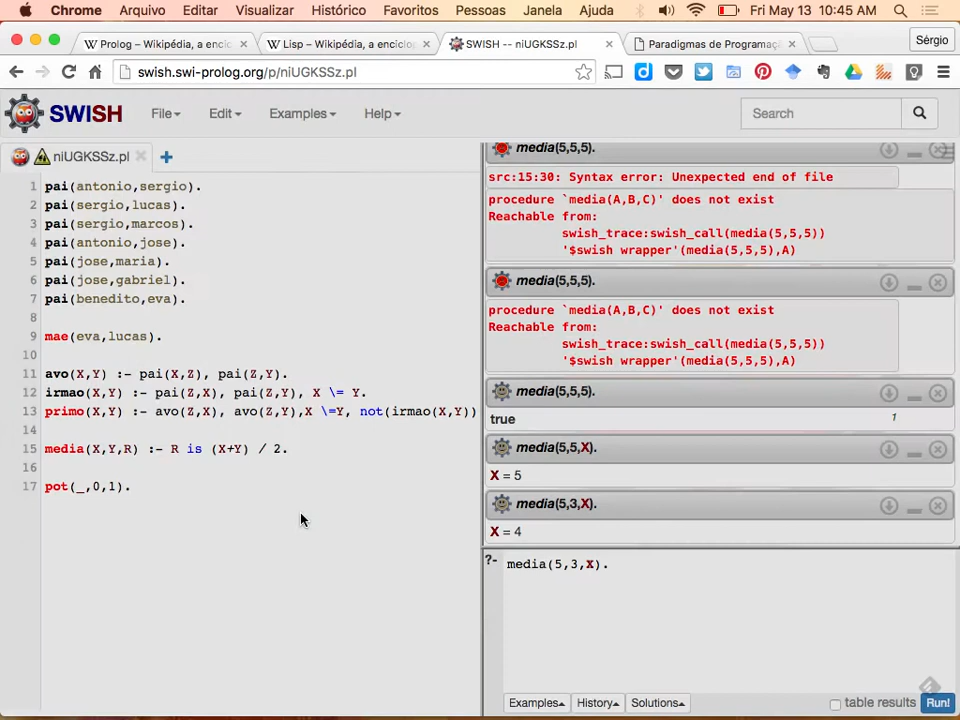 Chrome Arquivo Editar Visualizar Histórico Favoritos Pessoas Janela Ajuda Fri May 13 10:45 AM
Prolog – Wikipédia, a encic
Lisp – Wikipédia, a enciclo
SWISH -- niUGKSSz.pl
Paradigmas de Programaç
Sérgio
swish.swi-prolog.org/p/niUGKSSz.pl
SWISH File Edit Examples Help Search
niUGKSSz.pl
1 pai(antonio,sergio).
2 pai(sergio,lucas).
3 pai(sergio,marcos).
4 pai(antonio,jose).
5 pai(jose,maria).
6 pai(jose,gabriel).
7 pai(benedito,eva).
8
9 mae(eva,lucas).
10
11 avo(X,Y) :- pai(X,Z), pai(Z,Y).
12 irmao(X,Y) :- pai(Z,X), pai(Z,Y), X \= Y.
13 primo(X,Y) :- avo(Z,X), avo(Z,Y),X \=Y, not(irmao(X,Y))
14
15 media(X,Y,R) :- R is (X+Y) / 2.
16
17 pot(_,0,1).
media(5,5,5).
src:15:30: Syntax error: Unexpected end of file
procedure `media(A,B,C)' does not exist
Reachable from:
swish_trace:swish_call(media(5,5,5))
'$swish wrapper'(media(5,5,5),A)
media(5,5,5).
procedure `media(A,B,C)' does not exist
Reachable from:
swish_trace:swish_call(media(5,5,5))
'$swish wrapper'(media(5,5,5),A)
media(5,5,5).
true 1
media(5,5,X).
X = 5
media(5,3,X).
X = 4
?- media(5,3,X).
Examples History Solutions table results Run!